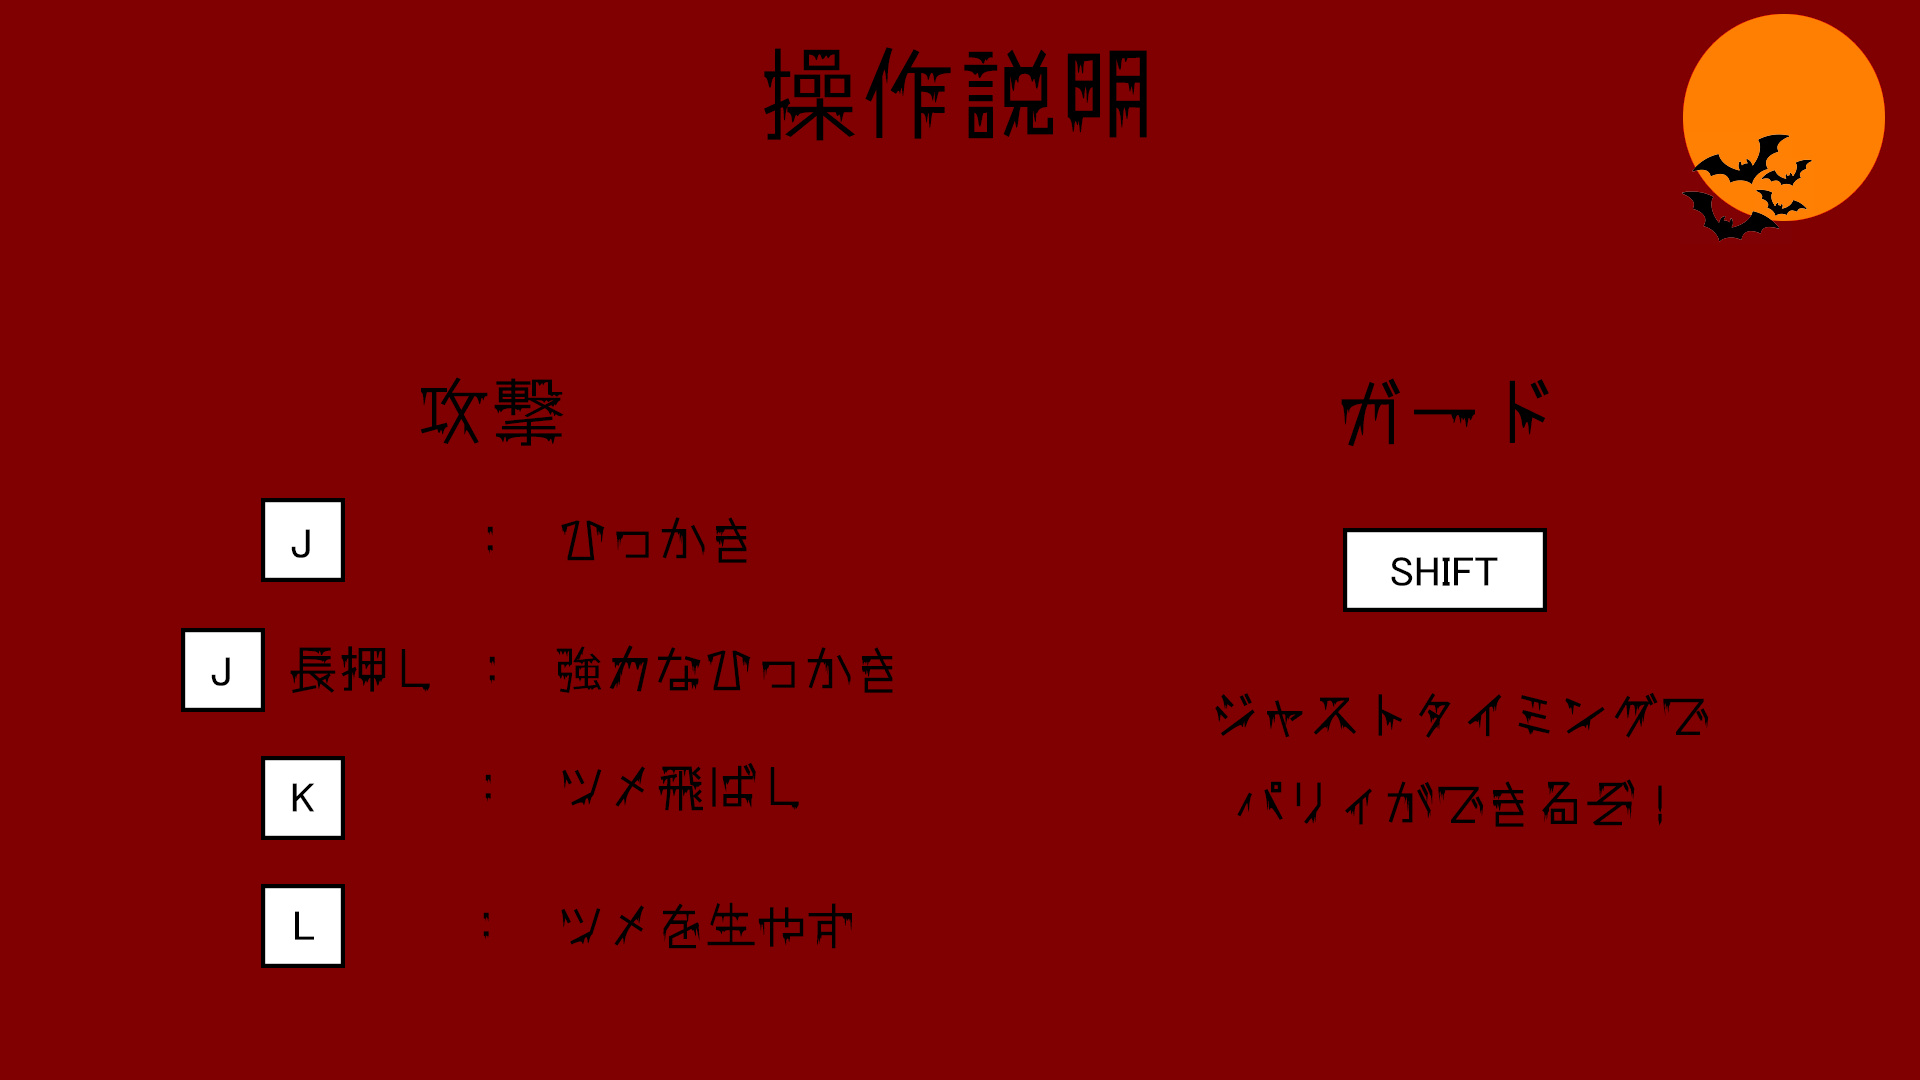 操作説明
攻撃
J : ひっかき
J 長押し : 強力なひっかき
K : ツメ飛ばし
L : ツメを生やす
ガード
SHIFT
ジャストタイミングで
パリィができるぞ！